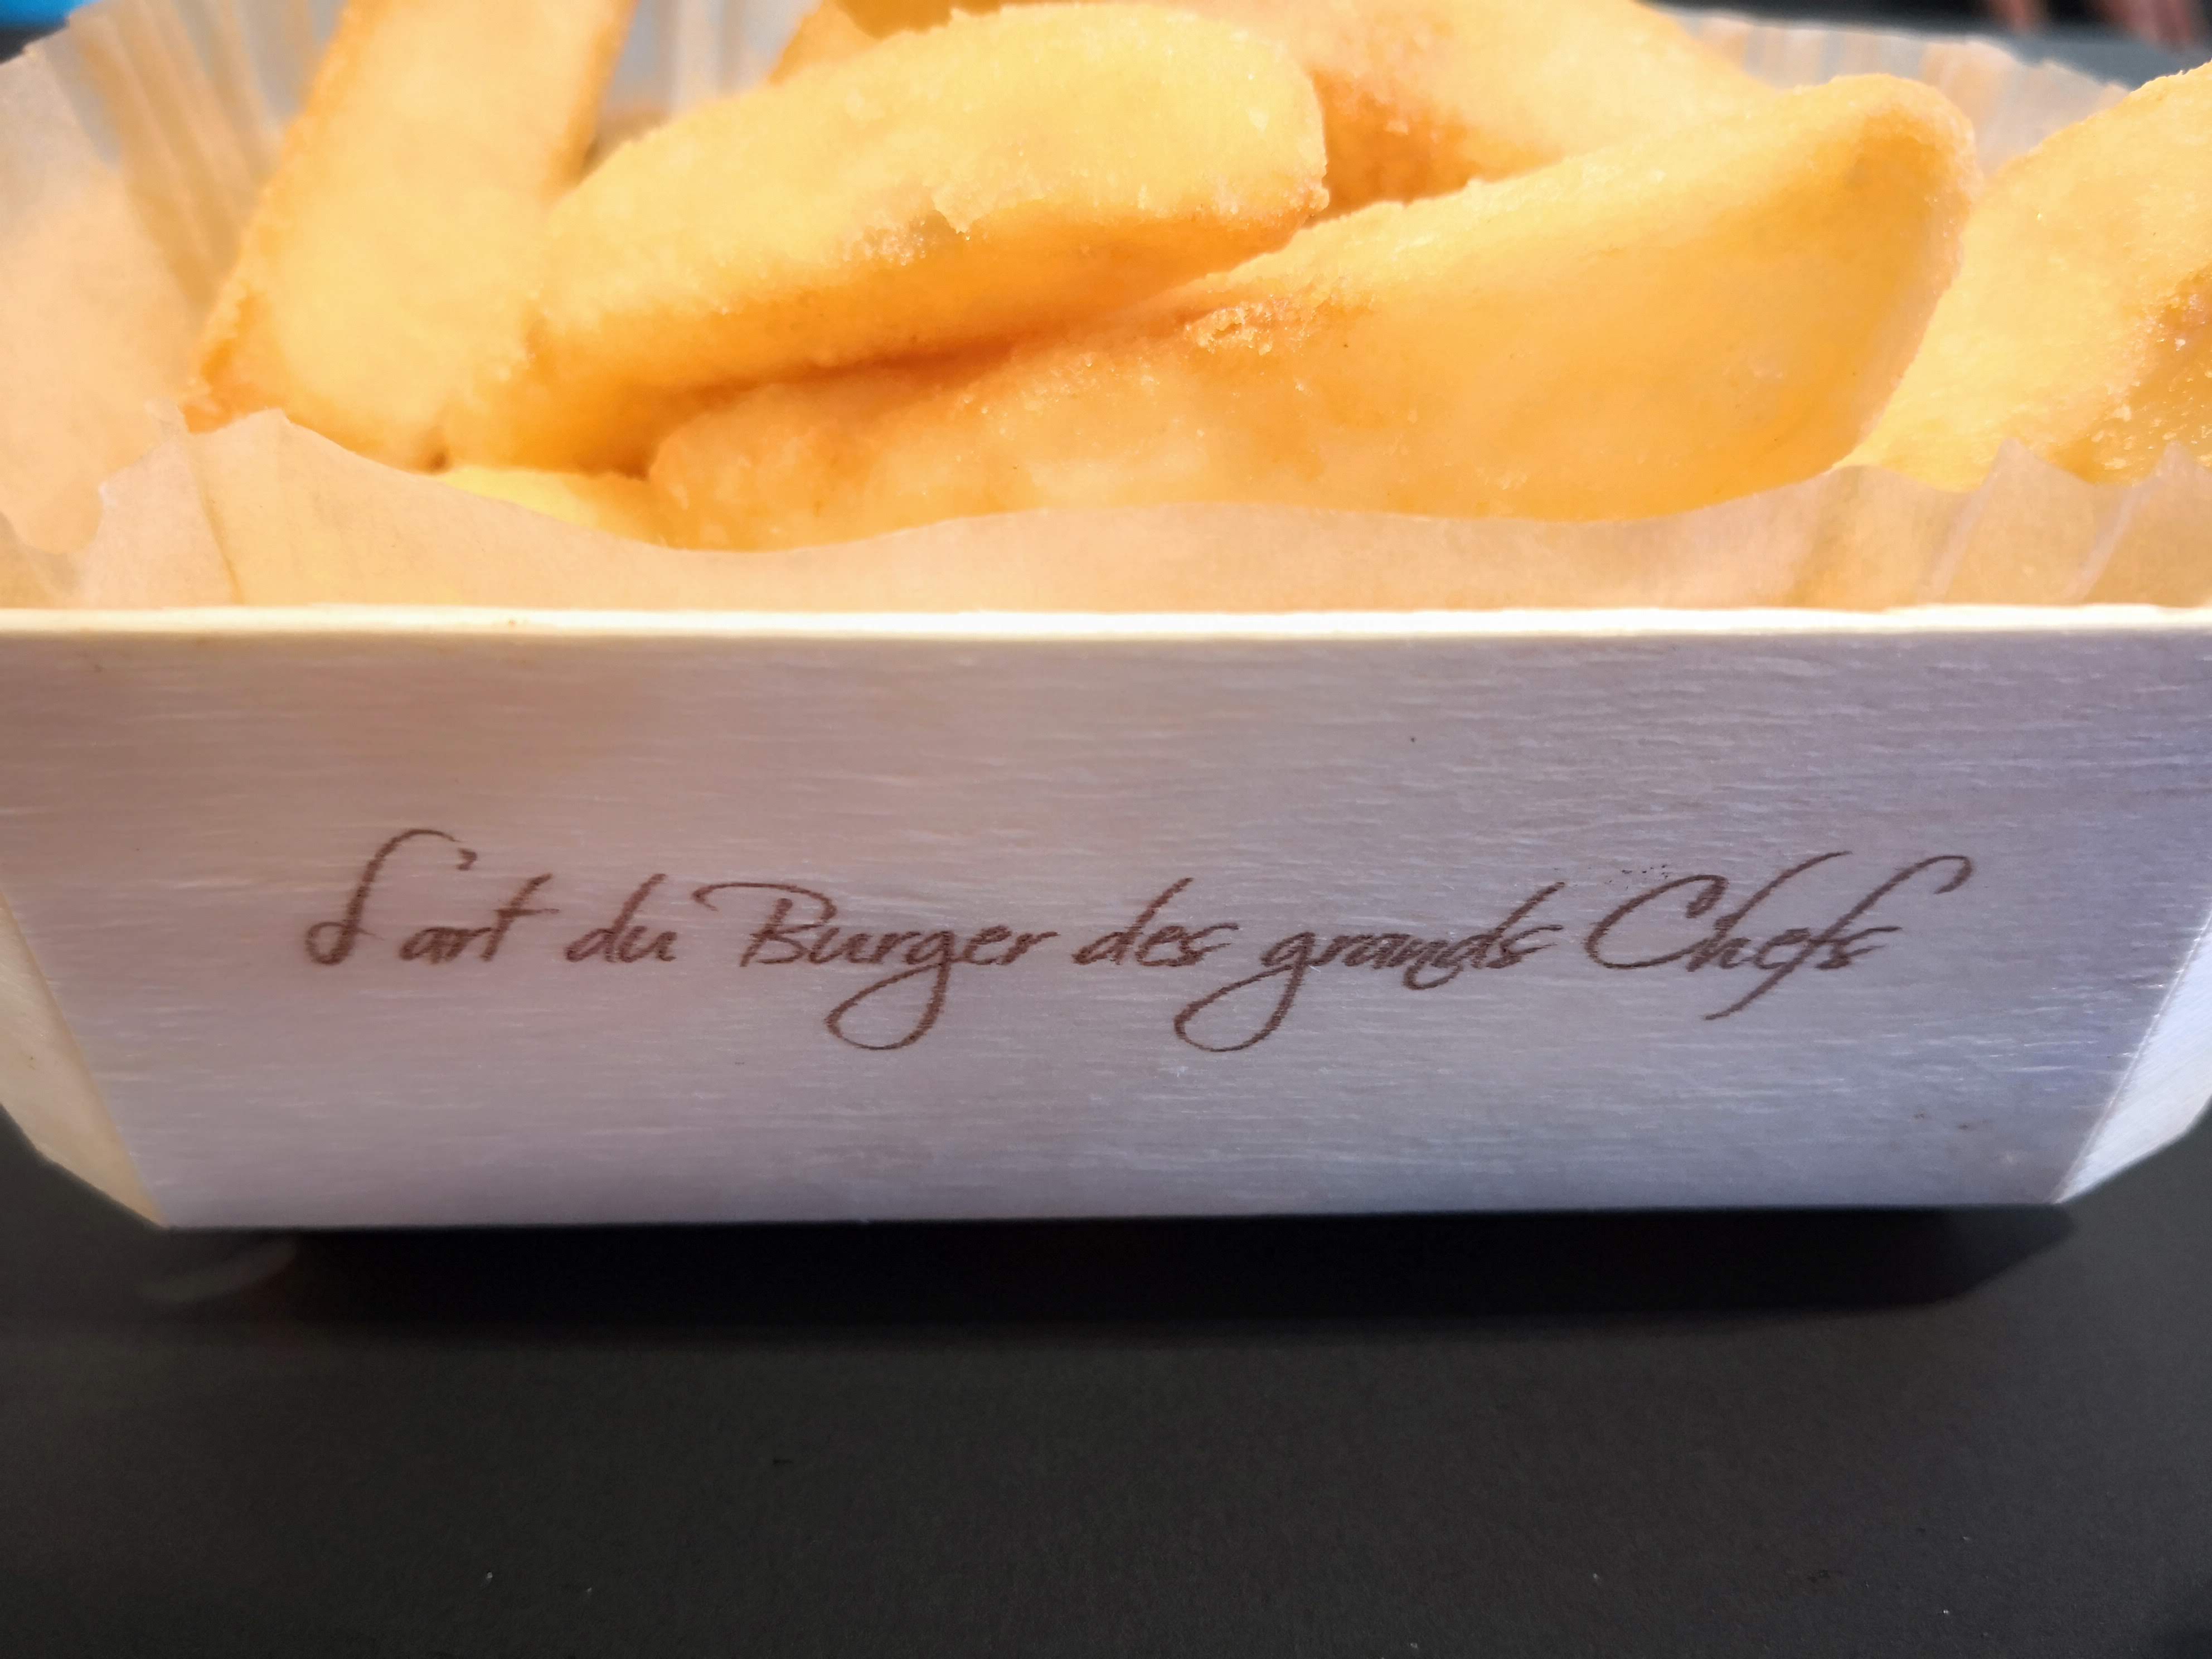 L'art du Burger des grands Chefs